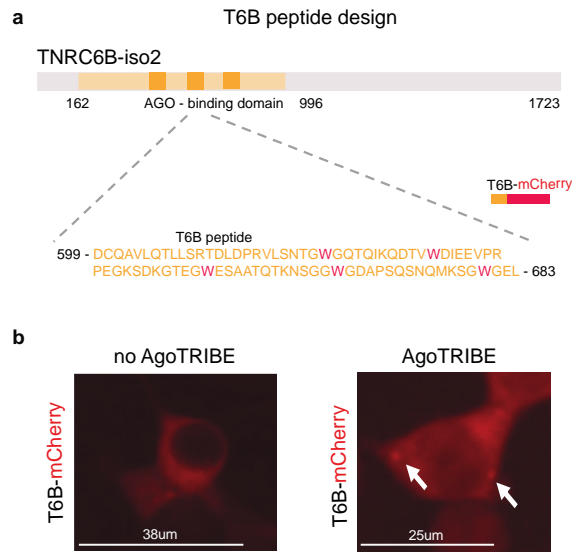 a
T6B peptide design
TNRC6B-iso2
162 AGO - binding domain 996 1723
T6B-mCherry
T6B peptide
599 - DCQAVLQTLLSRTDLDPRVLSNTGWGQTQIKQDTVWDIEEVPR
PEGKSDKGTEGWESAATQTKNSGGWGDAPSQSNQMKSGWGEL - 683
b
no AgoTRIBE AgoTRIBE
T6B-mCherry
38um
T6B-mCherry
25um